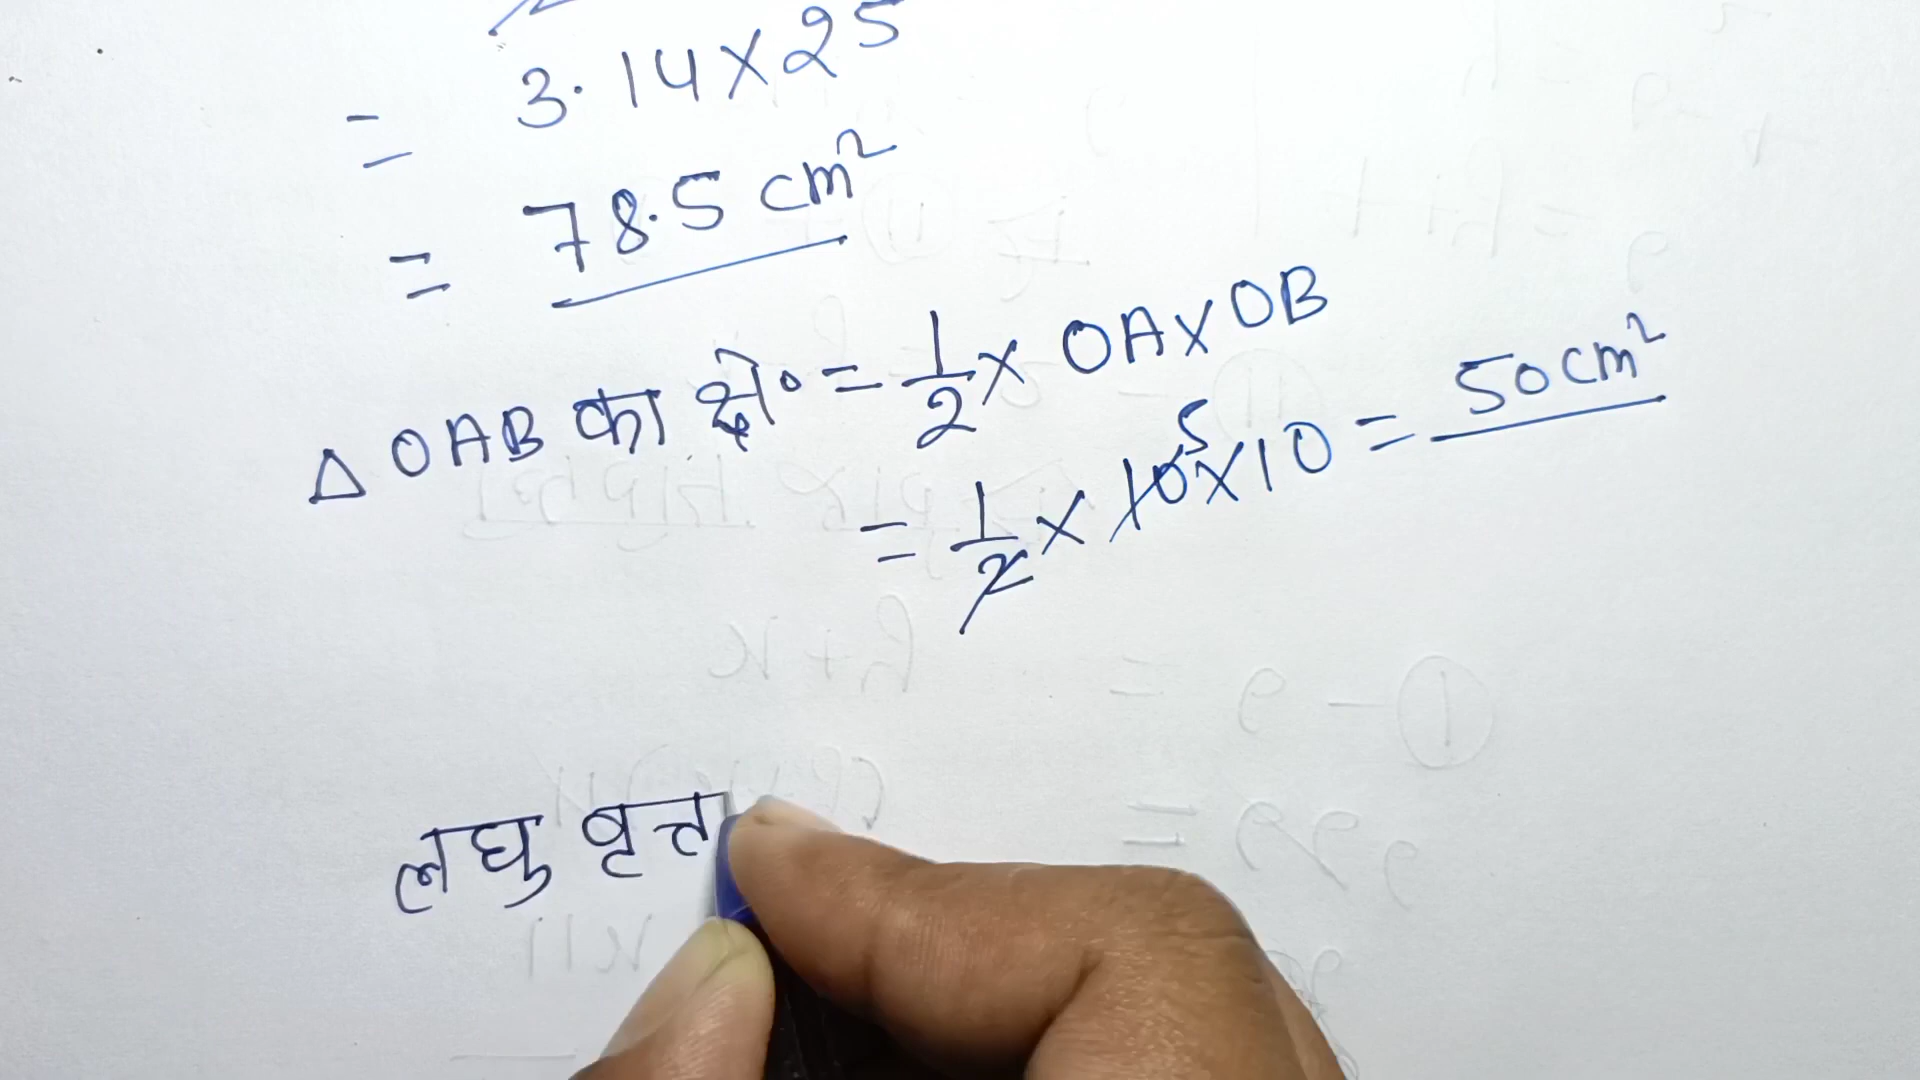 = 3.14×25
= 78.5 cm²
△ OAB का क्षे० = 1/2 × OA×OB
= 1/2 × 10 5 ×10 = 50 cm²
लघु वृत्त